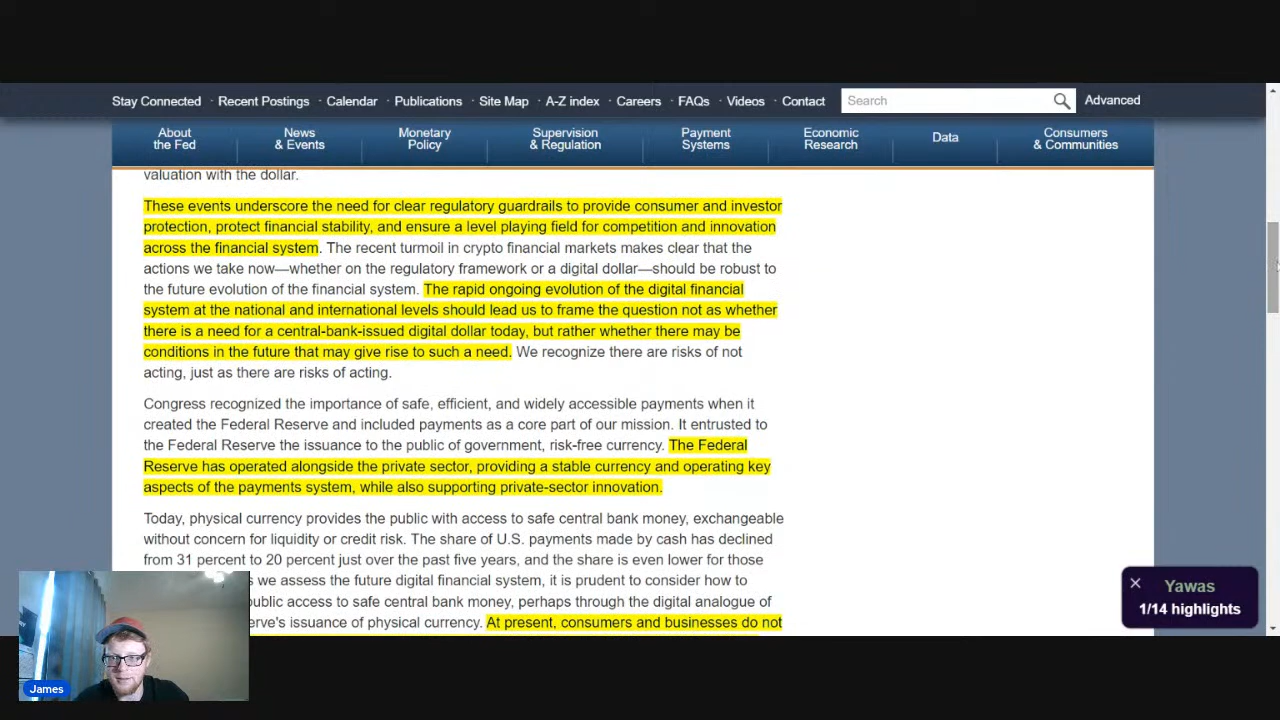 Stay Connected · Recent Postings · Calendar · Publications · Site Map · A-Z index · Careers · FAQs · Videos · Contact Search Advanced
About the Fed
News & Events
Monetary Policy
Supervision & Regulation
Payment Systems
Economic Research
Data
Consumers & Communities
valuation with the dollar.
These events underscore the need for clear regulatory guardrails to provide consumer and investor
protection, protect financial stability, and ensure a level playing field for competition and innovation
across the financial system. The recent turmoil in crypto financial markets makes clear that the
actions we take now—whether on the regulatory framework or a digital dollar—should be robust to
the future evolution of the financial system. The rapid ongoing evolution of the digital financial
system at the national and international levels should lead us to frame the question not as whether
there is a need for a central-bank-issued digital dollar today, but rather whether there may be
conditions in the future that may give rise to such a need. We recognize there are risks of not
acting, just as there are risks of acting.
Congress recognized the importance of safe, efficient, and widely accessible payments when it
created the Federal Reserve and included payments as a core part of our mission. It entrusted to
the Federal Reserve the issuance to the public of government, risk-free currency. The Federal
Reserve has operated alongside the private sector, providing a stable currency and operating key
aspects of the payments system, while also supporting private-sector innovation.
Today, physical currency provides the public with access to safe central bank money, exchangeable
without concern for liquidity or credit risk. The share of U.S. payments made by cash has declined
from 31 percent to 20 percent just over the past five years, and the share is even lower for those
we assess the future digital financial system, it is prudent to consider how to
public access to safe central bank money, perhaps through the digital analogue of
issuance of physical currency. At present, consumers and businesses do not
Yawas
1/14 highlights
James